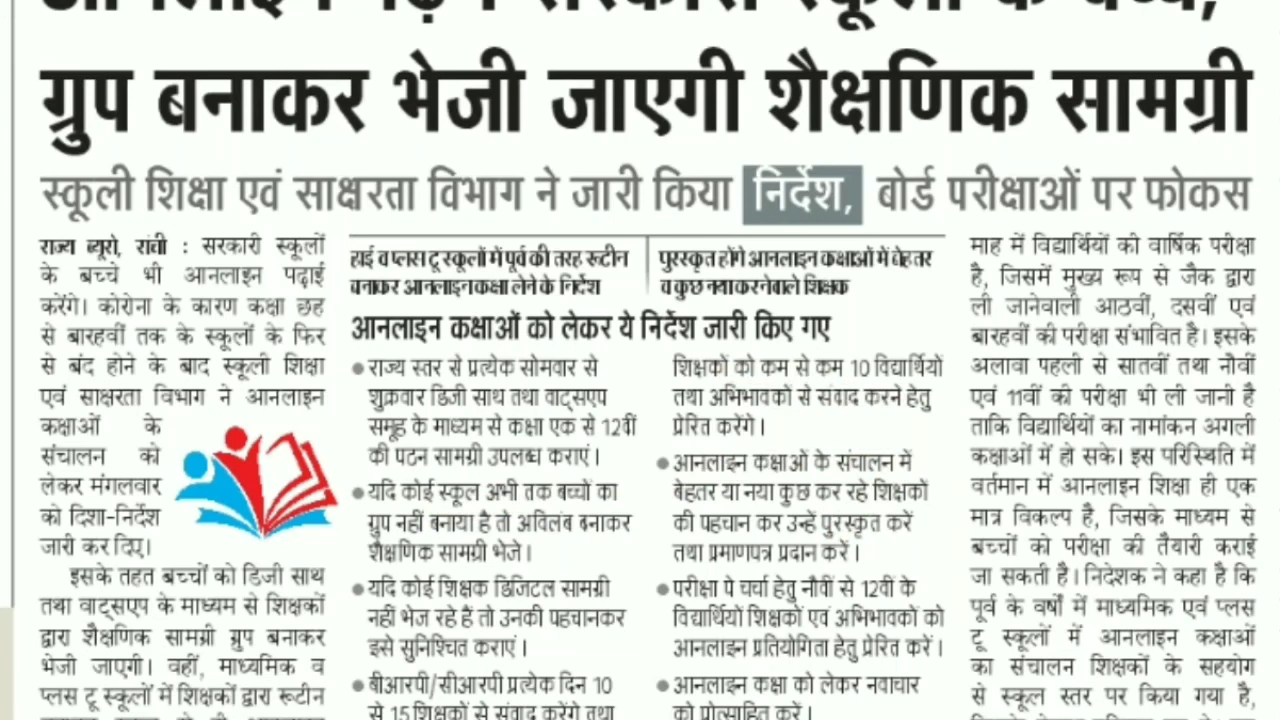 ग्रुप बनाकर भेजी जाएगी शैक्षणिक सामग्री
स्कूली शिक्षा एवं साक्षरता विभाग ने जारी किया निर्देश, बोर्ड परीक्षाओं पर फोकस
राज्य ब्यूरो, रांची : सरकारी स्कूलों
के बच्चे भी आनलाइन पढ़ाई
करेंगे। कोरोना के कारण कक्षा छह
से बारहवीं तक के स्कूलों के फिर
से बंद होने के बाद स्कूली शिक्षा
एवं साक्षरता विभाग ने आनलाइन
कक्षाओं के
संचालन को
लेकर मंगलवार
को दिशा-निर्देश
जारी कर दिए।
इसके तहत बच्चों को डिजी साथ
तथा वाट्सएप के माध्यम से शिक्षकों
द्वारा शैक्षणिक सामग्री ग्रुप बनाकर
भेजी जाएगी। वहीं, माध्यमिक व
प्लस टू स्कूलों में शिक्षकों द्वारा रूटीन
हाई व प्लस टू स्कूलों में पूर्व की तरह रूटीन
बनाकर आनलाइन कक्षा लेने के निर्देश
पुरस्कृत होंगे आनलाइन कक्षाओं में बेहतर
व कुछ नया करनेवाले शिक्षक
आनलाइन कक्षाओं को लेकर ये निर्देश जारी किए गए
● राज्य स्तर से प्रत्येक सोमवार से
शुक्रवार डिजी साथ तथा वाट्सएप
समूह के माध्यम से कक्षा एक से 12वीं
की पठन सामग्री उपलब्ध कराएं।
● यदि कोई स्कूल अभी तक बच्चों का
ग्रुप नहीं बनाया है तो अविलंब बनाकर
शैक्षणिक सामग्री भेजे।
● यदि कोई शिक्षक डिजिटल सामग्री
नहीं भेज रहे हैं तो उनकी पहचानकर
इसे सुनिश्चित कराएं।
● बीआरपी/सीआरपी प्रत्येक दिन 10
से 15 शिक्षकों से संवाद करेंगे तथा
शिक्षकों को कम से कम 10 विद्यार्थियों
तथा अभिभावकों से संवाद करने हेतु
प्रेरित करेंगे।
● आनलाइन कक्षाओं के संचालन में
बेहतर या नया कुछ कर रहे शिक्षकों
की पहचान कर उन्हें पुरस्कृत करें
तथा प्रमाणपत्र प्रदान करें।
● परीक्षा पे चर्चा हेतु नौवीं से 12वीं के
विद्यार्थियों शिक्षकों एवं अभिभावकों को
आनलाइन प्रतियोगिता हेतु प्रेरित करें।
● आनलाइन कक्षा को लेकर नवाचार
को प्रोत्साहित करें।
माह में विद्यार्थियों की वार्षिक परीक्षा
है, जिसमें मुख्य रूप से जैक द्वारा
ली जानेवाली आठवीं, दसवीं एवं
बारहवीं की परीक्षा संभावित है। इसके
अलावा पहली से सातवीं तथा नौवीं
एवं 11वीं की परीक्षा भी ली जानी है
ताकि विद्यार्थियों का नामांकन अगली
कक्षाओं में हो सके। इस परिस्थिति में
वर्तमान में आनलाइन शिक्षा ही एक
मात्र विकल्प है, जिसके माध्यम से
बच्चों को परीक्षा की तैयारी कराई
जा सकती है। निदेशक ने कहा है कि
पूर्व के वर्षों में माध्यमिक एवं प्लस
टू स्कूलों में आनलाइन कक्षाओं
का संचालन शिक्षकों के सहयोग
से स्कूल स्तर पर किया गया है,